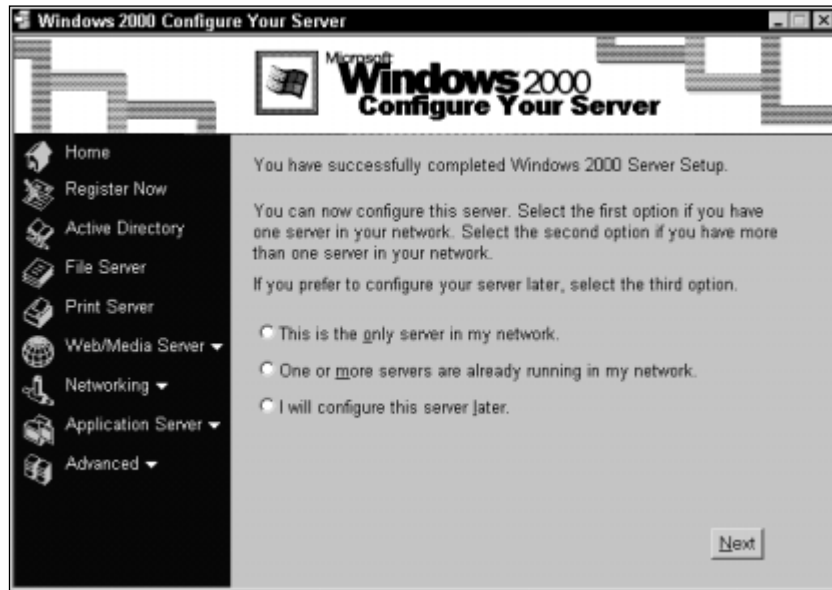 Windows 2000 Configure Your Server
Microsoft
Windows 2000
Configure Your Server
Home
Register Now
Active Directory
File Server
Print Server
Web/Media Server
Networking
Application Server
Advanced
You have successfully completed Windows 2000 Server Setup.
You can now configure this server. Select the first option if you have
one server in your network. Select the second option if you have more
than one server in your network.
If you prefer to configure your server later, select the third option.
This is the only server in my network.
One or more servers are already running in my network.
I will configure this server later.
Next